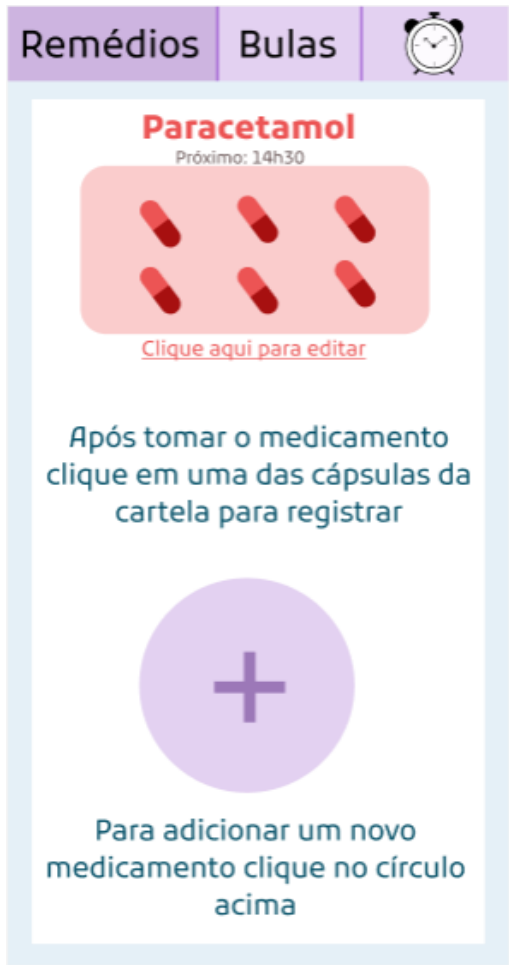 Remédios Bulas
Paracetamol
Próximo: 14h30
Clique aqui para editar
Após tomar o medicamento
clique em uma das cápsulas da
cartela para registrar
+
Para adicionar um novo
medicamento clique no círculo
acima